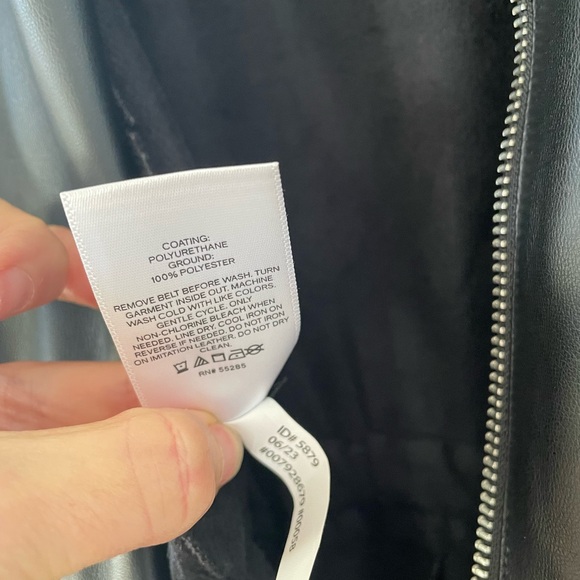 COATING:
POLYURETHANE
GROUND:
100% POLYESTER
REMOVE BELT BEFORE WASH. TURN
GARMENT INSIDE OUT. MACHINE
WASH COLD WITH LIKE COLORS.
GENTLE CYCLE. ONLY
NON-CHLORINE BLEACH WHEN
NEEDED. LINE DRY. COOL IRON ON
REVERSE IF NEEDED. DO NOT IRON
ON IMITATION LEATHER. DO NOT DRY
CLEAN.
RN# 55285
ID# 5879
06/23